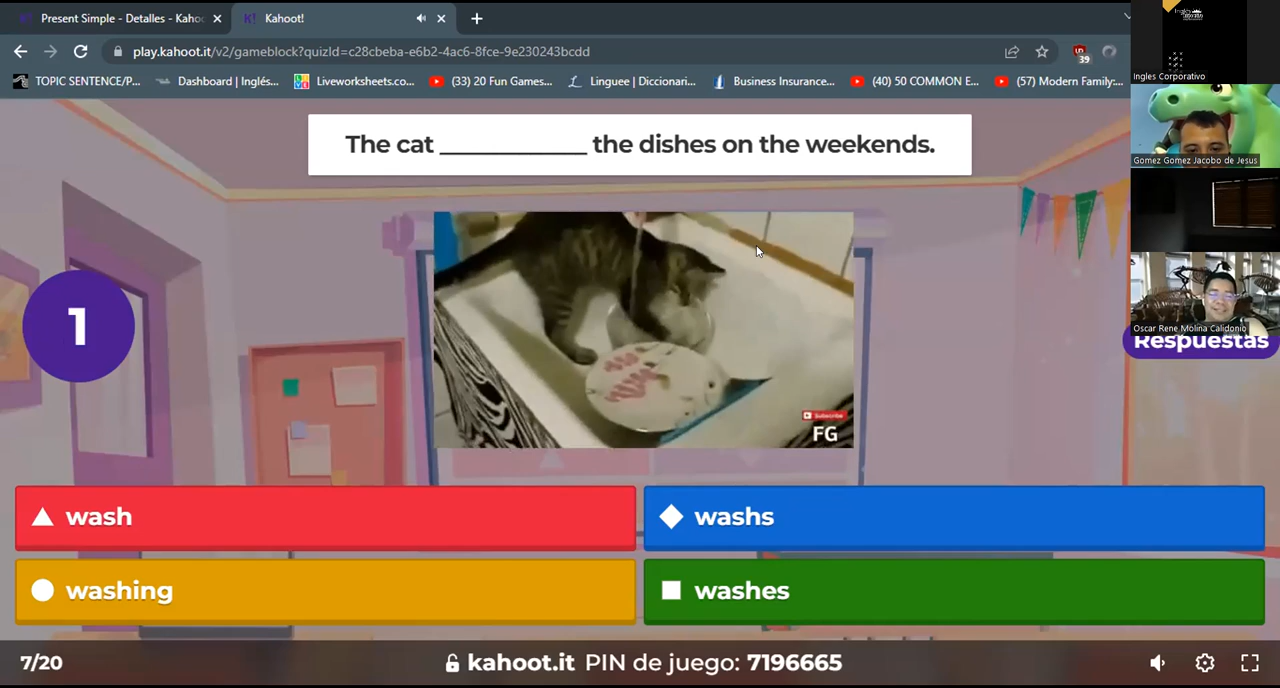 Present Simple - Detalles - Kahoo
Kahoot!
play.kahoot.it/v2/gameblock?quizId=c28cbeba-e6b2-4ac6-8fce-9e230243bcdd
39
TOPIC SENTENCE/P...
Dashboard | Inglés...
Liveworksheets.co...
(33) 20 Fun Games...
Linguee | Diccionari...
Business Insurance...
(40) 50 COMMON E...
(57) Modern Family:...
Ingles Corporativo
Gomez Gomez Jacobo de Jesus
Oscar Rene Molina Calidonio
The cat ____________ the dishes on the weekends.
1
Respuestas
Subscribe
FG
wash
washs
washing
washes
7/20
kahoot.it PIN de juego: 7196665